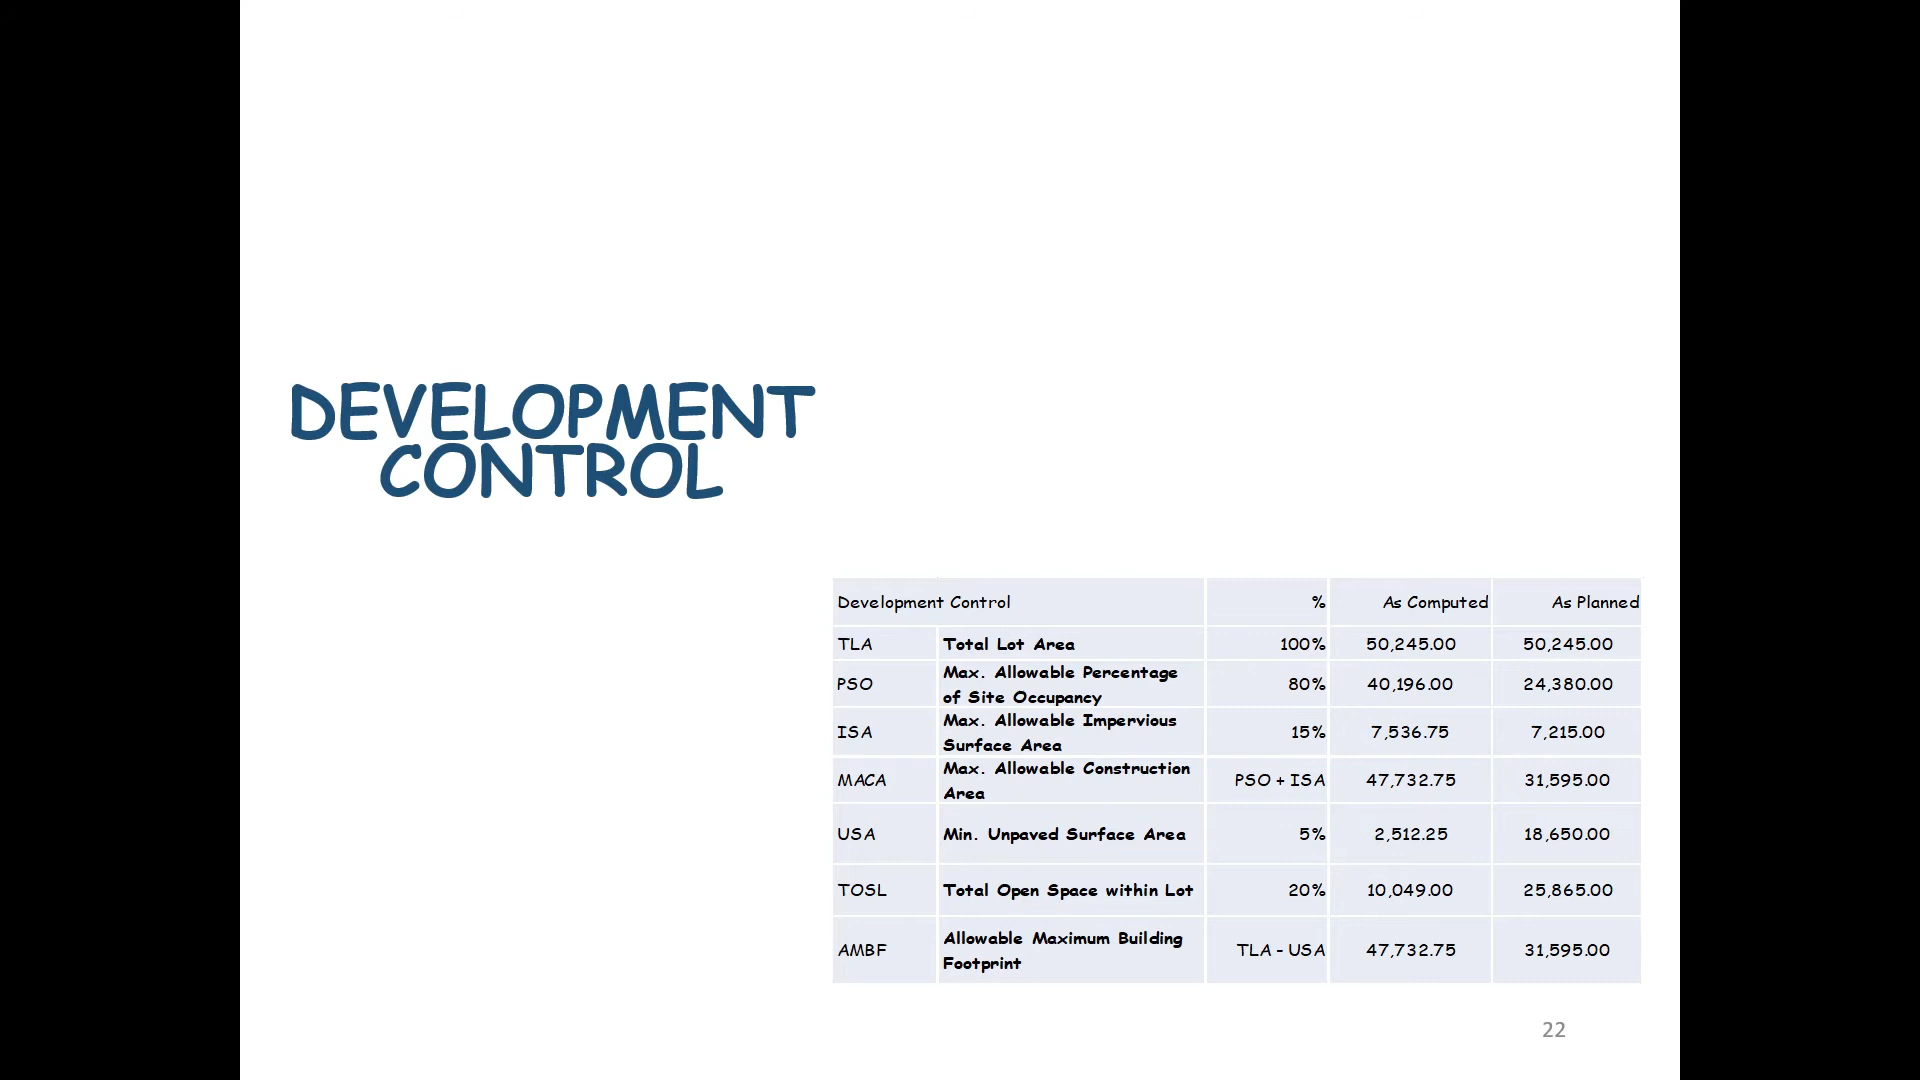 DEVELOPMENT
CONTROL
Development Control % As Computed As Planned
TLA Total Lot Area 100% 50,245.00 50,245.00
PSO Max. Allowable Percentage of Site Occupancy 80% 40,196.00 24,380.00
ISA Max. Allowable Impervious Surface Area 15% 7,536.75 7,215.00
MACA Max. Allowable Construction Area PSO + ISA 47,732.75 31,595.00
USA Min. Unpaved Surface Area 5% 2,512.25 18,650.00
TOSL Total Open Space within Lot 20% 10,049.00 25,865.00
AMBF Allowable Maximum Building Footprint TLA - USA 47,732.75 31,595.00
22